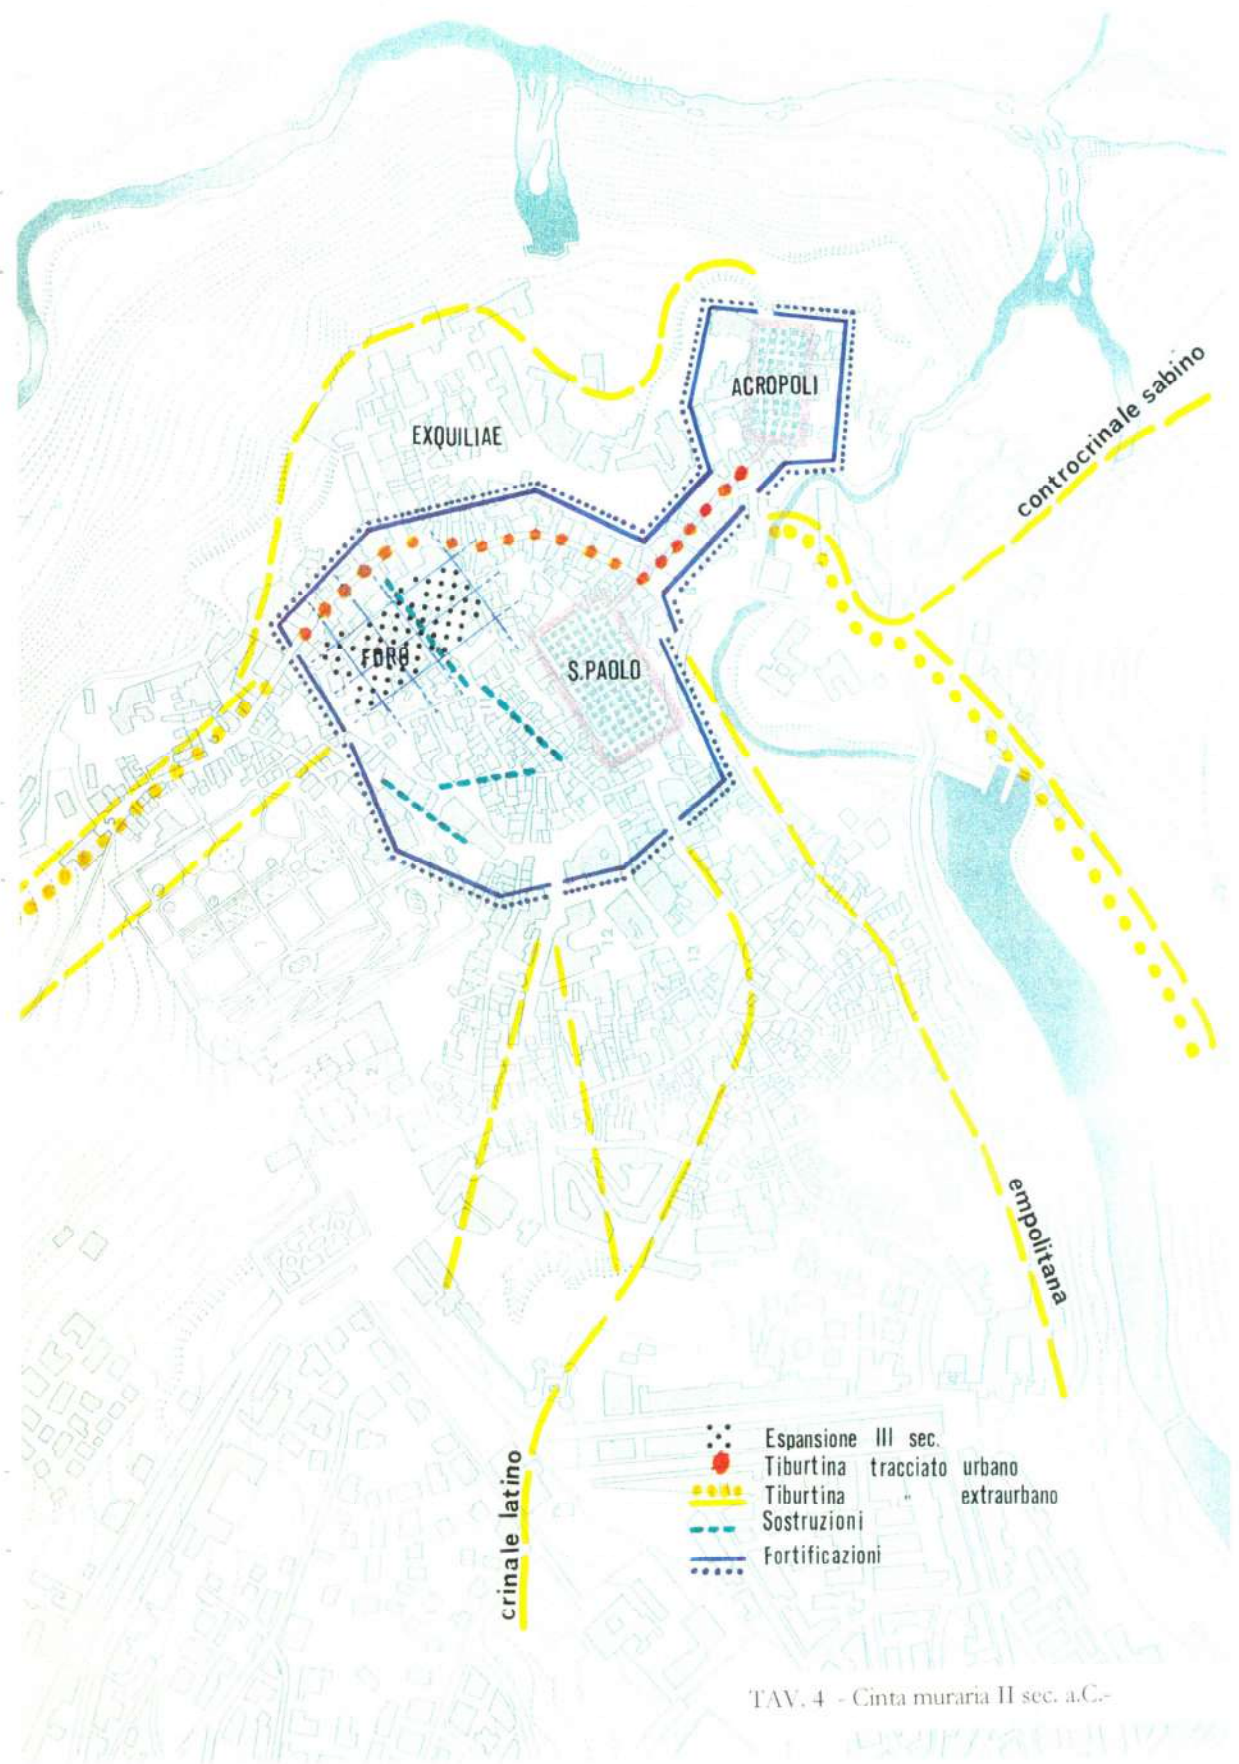 ACROPOLI
EXQUILIAE
controcrinale sabino
FORO
S.PAOLO
empolitana
crinale latino
Espansione III sec.
Tiburtina tracciato urbano
Tiburtina " extraurbano
Sostruzioni
Fortificazioni
TAV. 4 - Cinta muraria II sec. a.C.-